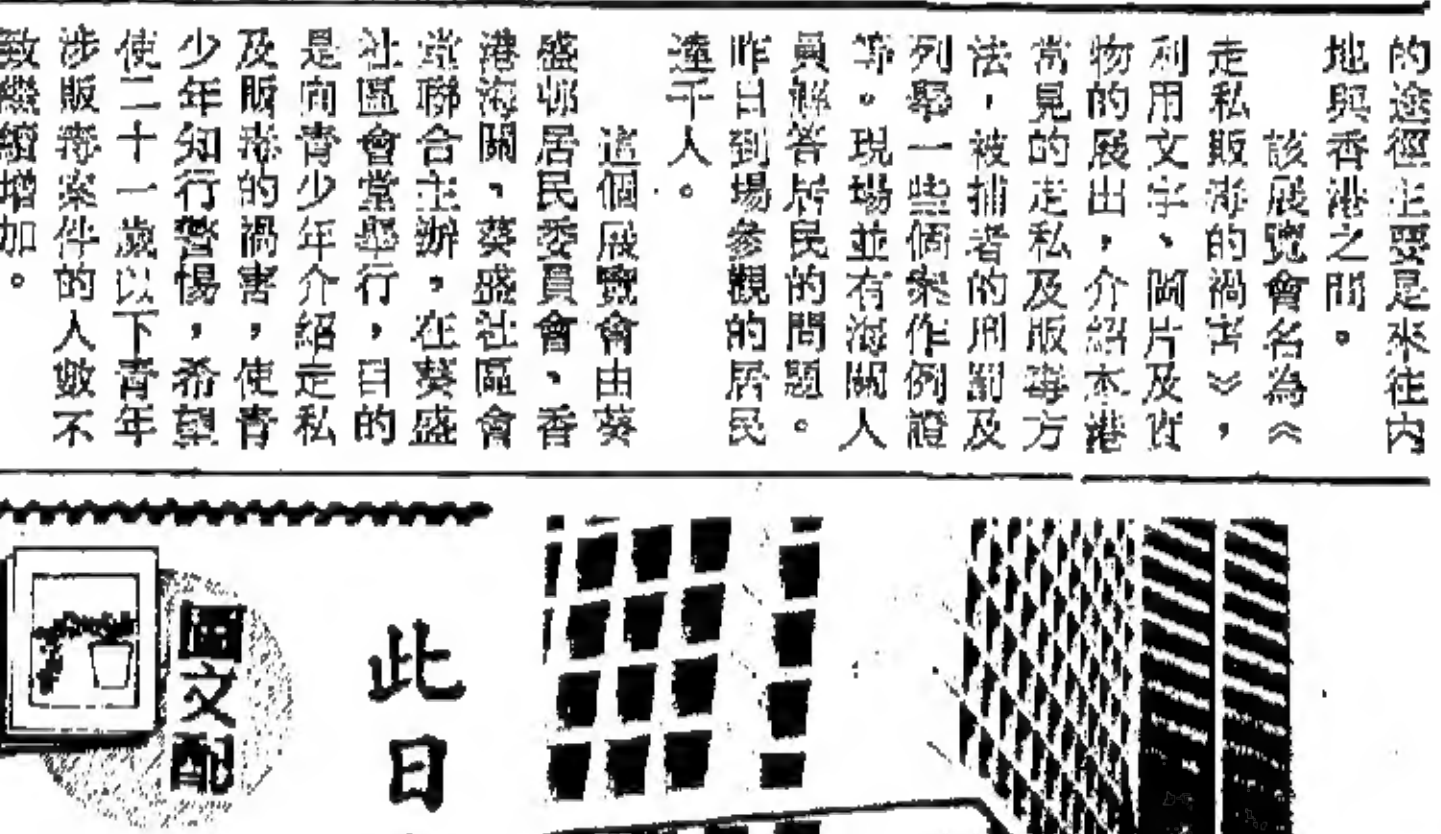 的途徑主要是來往內
地與香港之間。
該展覽會名為《
走私販毒的禍害》，
利用文字、圖片及實
物的展出，介紹本港
常見的走私及販毒方
法，被捕者的刑罰及
列舉一些個案作例證
等。現場並有海關人
員解答居民的問題。
昨日到場參觀的居民
達千人。
這個展覽會由葵
盛邨居民委員會、香
港海關、葵盛社區會
堂聯合主辦，在葵盛
社區會堂舉行，目的
是向青少年介紹走私
及販毒的禍害，使青
少年知行警惕，希望
使二十一歲以下青年
涉販毒案件的人數不
致繼續增加。
此日
圖文配